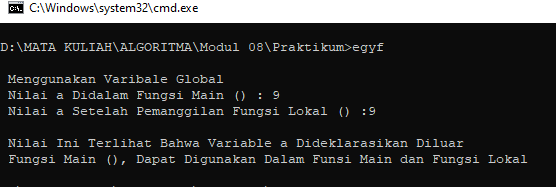 C:\Windows\system32\cmd.exe
D:\MATA KULIAH\ALGORITMA\Modul 08\Praktikum>egyf
Menggunakan Varibale Global
Nilai a Didalam Fungsi Main () : 9
Nilai a Setelah Pemanggilan Fungsi Lokal () :9
Nilai Ini Terlihat Bahwa Variable a Dideklarasikan Diluar
Fungsi Main (), Dapat Digunakan Dalam Funsi Main dan Fungsi Lokal